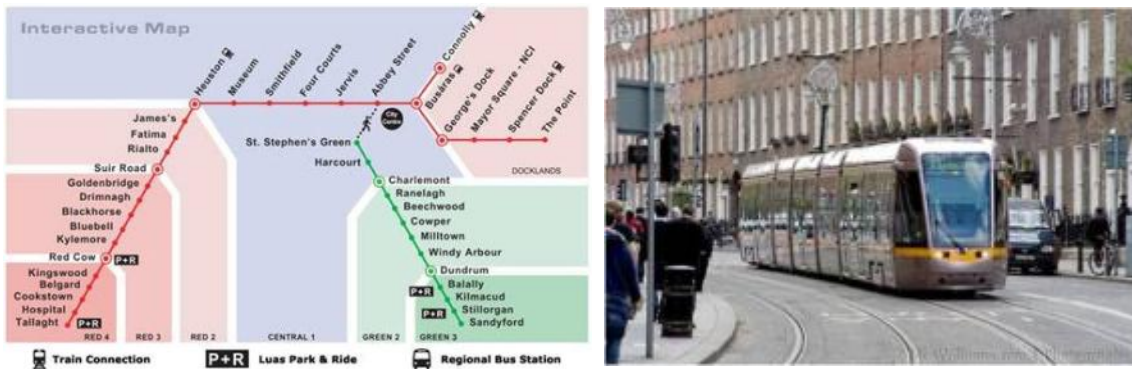 Interactive Map
Heuston
Museum
Smithfield
Four Courts
Jervis
Abbey Street
Busáras
Connolly
George's Dock
Mayor Square - NCI
Spencer Dock
The Point
City
Centre
DOCKLANDS
James's
Fatima
Rialto
Suir Road
Goldenbridge
Drimnagh
Blackhorse
Bluebell
Kylemore
Red Cow
P+R
Kingswood
Belgard
Cookstown
Hospital
Tallaght
P+R
St. Stephen's Green
Harcourt
Charlemont
Ranelagh
Beechwood
Cowper
Milltown
Windy Arbour
Dundrum
Balally
P+R
Kilmacud
Stillorgan
P+R
Sandyford
RED 4
RED 3
RED 2
CENTRAL 1
GREEN 2
GREEN 3
Train Connection
P+R
Luas Park & Ride
Regional Bus Station